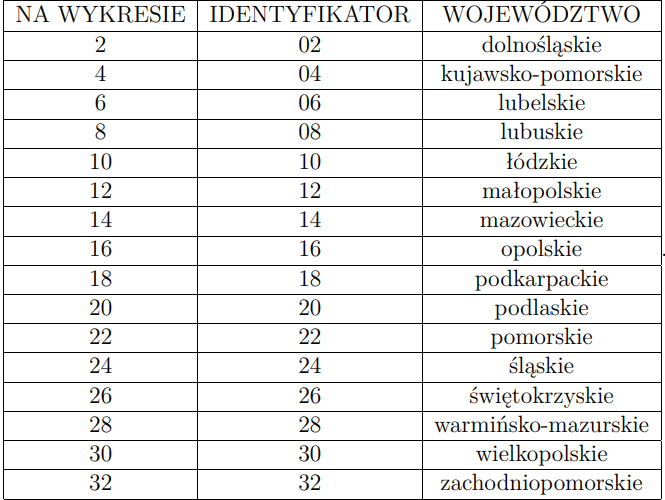 NA WYKRESIE IDENTYFIKATOR WOJEWÓDZTWO
2 02 dolnośląskie
4 04 kujawsko-pomorskie
6 06 lubelskie
8 08 lubuskie
10 10 łódzkie
12 12 małopolskie
14 14 mazowieckie
16 16 opolskie .
18 18 podkarpackie
20 20 podlaskie
22 22 pomorskie
24 24 śląskie
26 26 świętokrzyskie
28 28 warmińsko-mazurskie
30 30 wielkopolskie
32 32 zachodniopomorskie